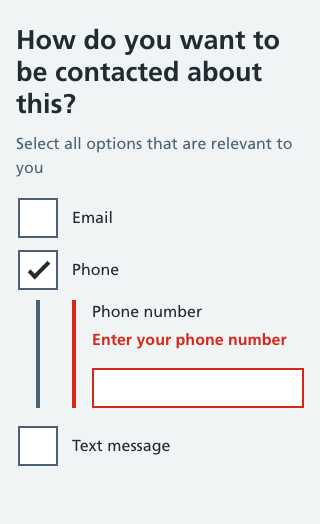 How do you want to
be contacted about
this?
Select all options that are relevant to
you
Email
Phone
Phone number
Enter your phone number
Text message